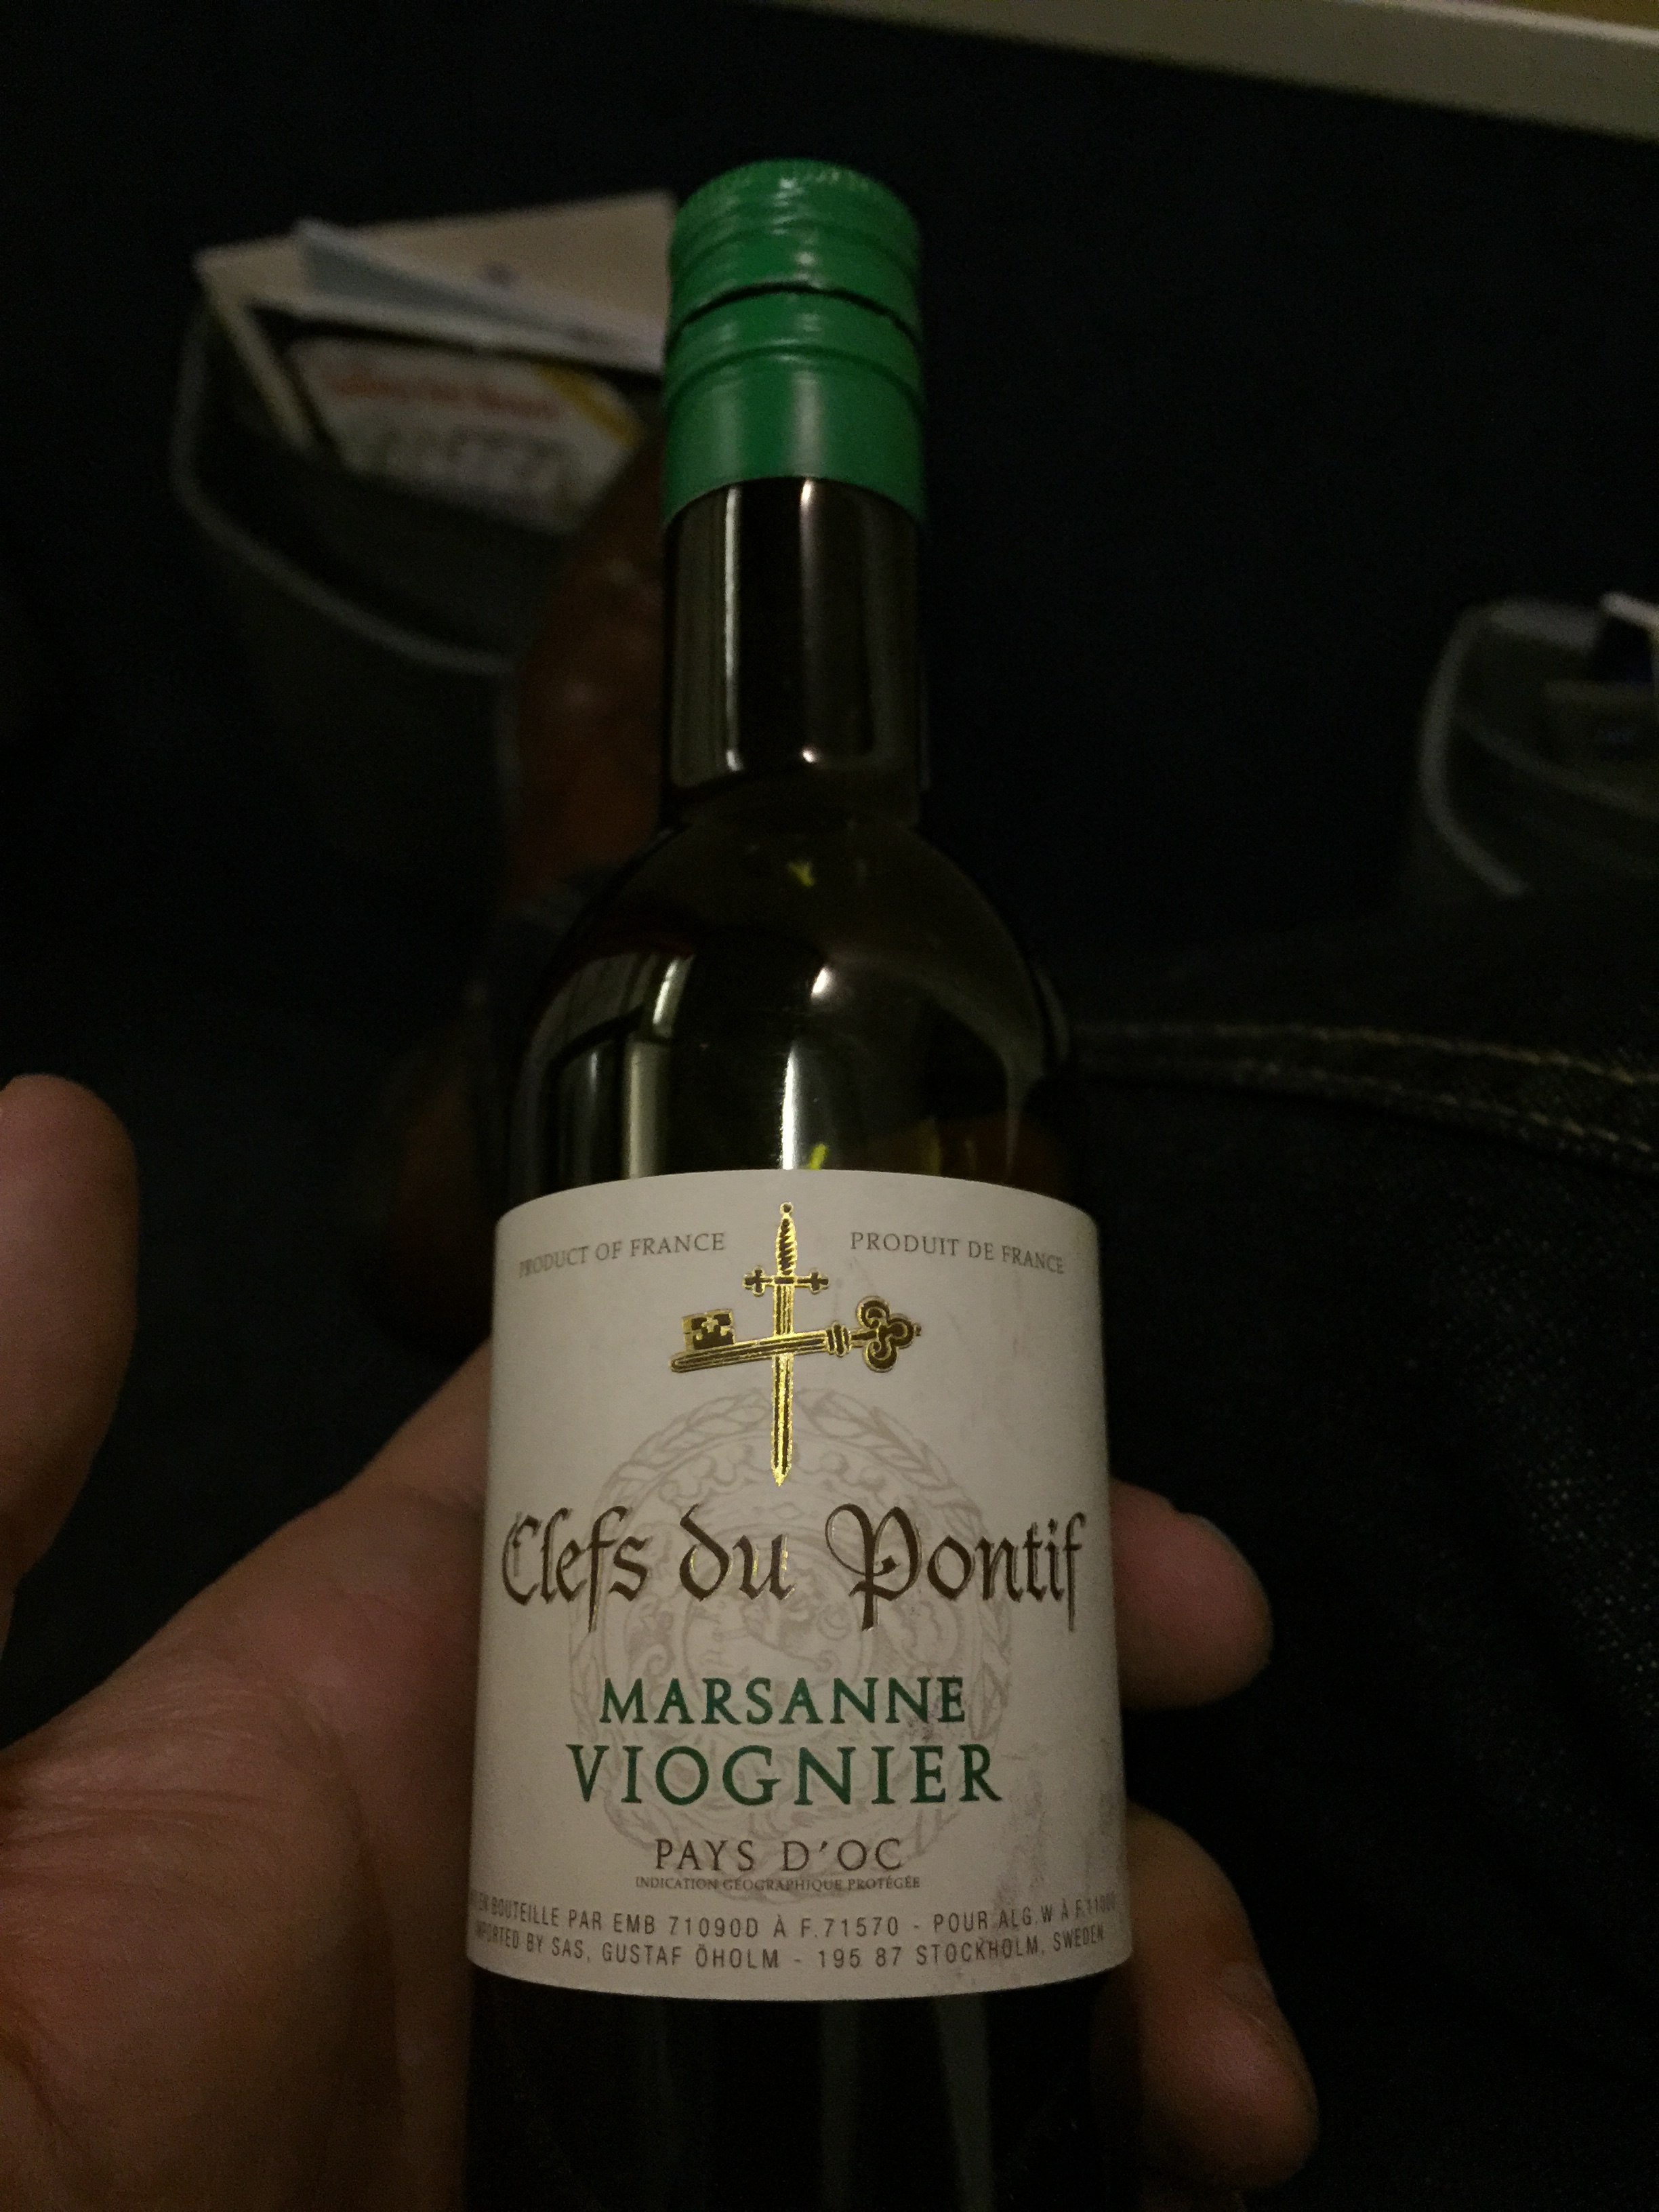 PRODUCT OF FRANCE
PRODUIT DE FRANCE
Clefs du Pontif
MARSANNE
VIOGNIER
PAYS D'OC
INDICATION GÉOGRAPHIQUE PROTÉGÉE
EN BOUTEILLE PAR EMB 71090D À F.71570 - POUR ALG.W À
IMPORTED BY SAS, GUSTAF ÖHOLM - 195 87 STOCKHOLM, SWEDEN